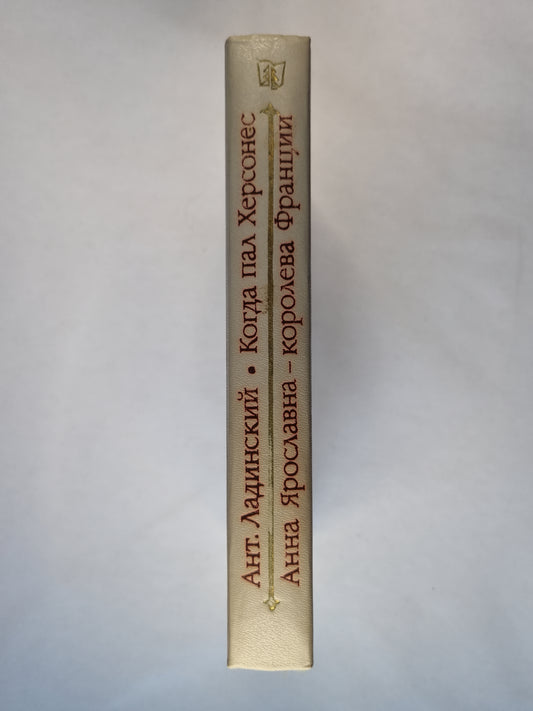 Ант. Ладинский • Когда пал Херсонес
Анна Ярославна – королева Франции